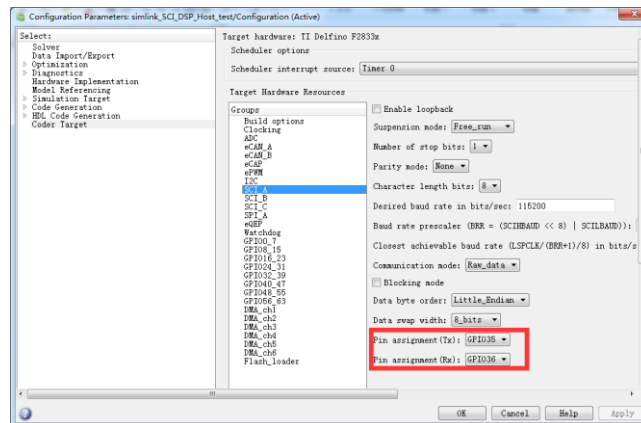 Configuration Parameters: simlink_SCI_DSP_Host_test/Configuration (Active)
Select:
Solver
Data Import/Export
Optimization
Diagnostics
Hardware Implementation
Model Referencing
Simulation Target
Code Generation
HDL Code Generation
Coder Target
Target hardware: TI Delfino F2833x
Scheduler options
Scheduler interrupt source: Timer 0
Target Hardware Resources
Groups
Build options
Clocking
ADC
eCAN_A
eCAN_B
eCAP
ePWM
I2C
SCI_A
SCI_B
SCI_C
SPI_A
eQEP
Watchdog
GPIO0_7
GPIO8_15
GPIO16_23
GPIO24_31
GPIO32_39
GPIO40_47
GPIO48_55
GPIO56_63
DMA_ch1
DMA_ch2
DMA_ch3
DMA_ch4
DMA_ch5
DMA_ch6
Flash_loader
Enable loopback
Suspension mode: Free_run
Number of stop bits: 1
Parity mode: None
Character length bits: 8
Desired baud rate in bits/sec: 115200
Baud rate prescaler (BRR = (SCIHBAUD << 8) | SCILBAUD)):
Closest achievable baud rate (LSPCLK/(BRR+1)/8) in bits/s
Communication mode: Raw_data
Blocking mode
Data byte order: Little_Endian
Data swap width: 8_bits
Pin assignment(Tx): GPIO35
Pin assignment(Rx): GPIO36
OK Cancel Help Apply